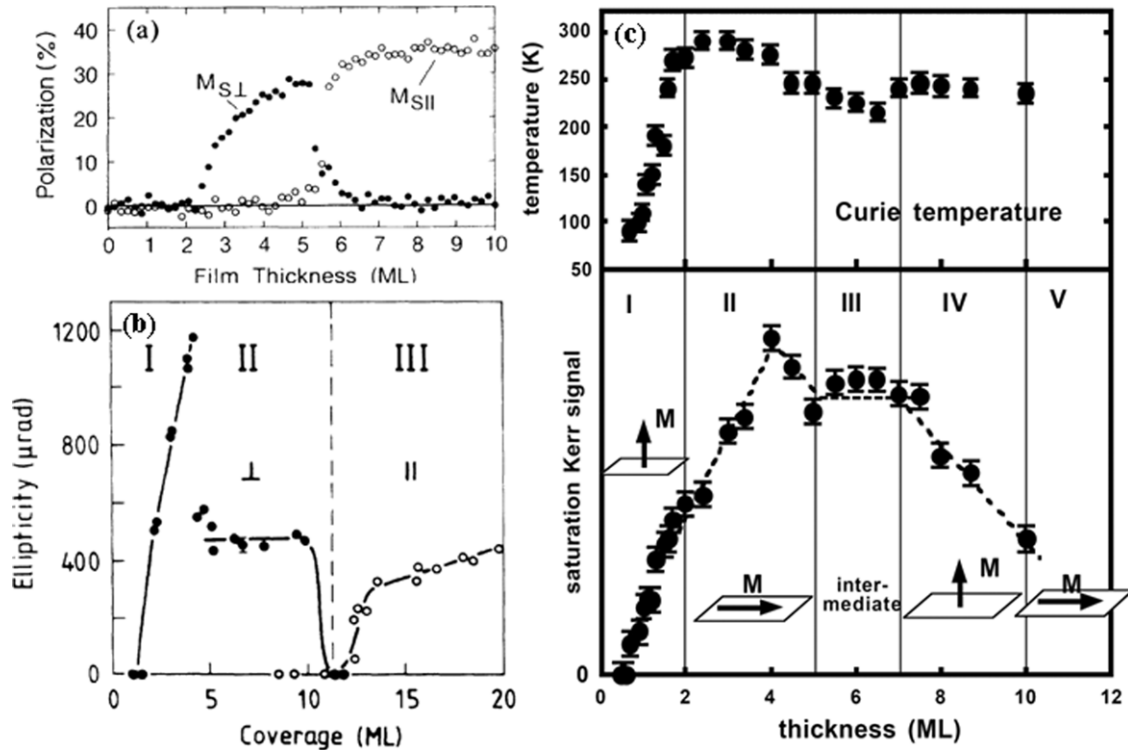 (a)
40
30
20
10
0
Polarization (%)
M_S⊥
M_SII
0 1 2 3 4 5 6 7 8 9 10
Film Thickness (ML)
(b)
1200
800
400
0
Ellipticity (μrad)
I II III
⊥ ||
0 5 10 15 20
Coverage (ML)
(c)
300
250
200
150
100
50
temperature (K)
Curie temperature
I II III IV V
saturation Kerr signal
M
M
inter-
mediate
M
M
0
0 2 4 6 8 10 12
thickness (ML)